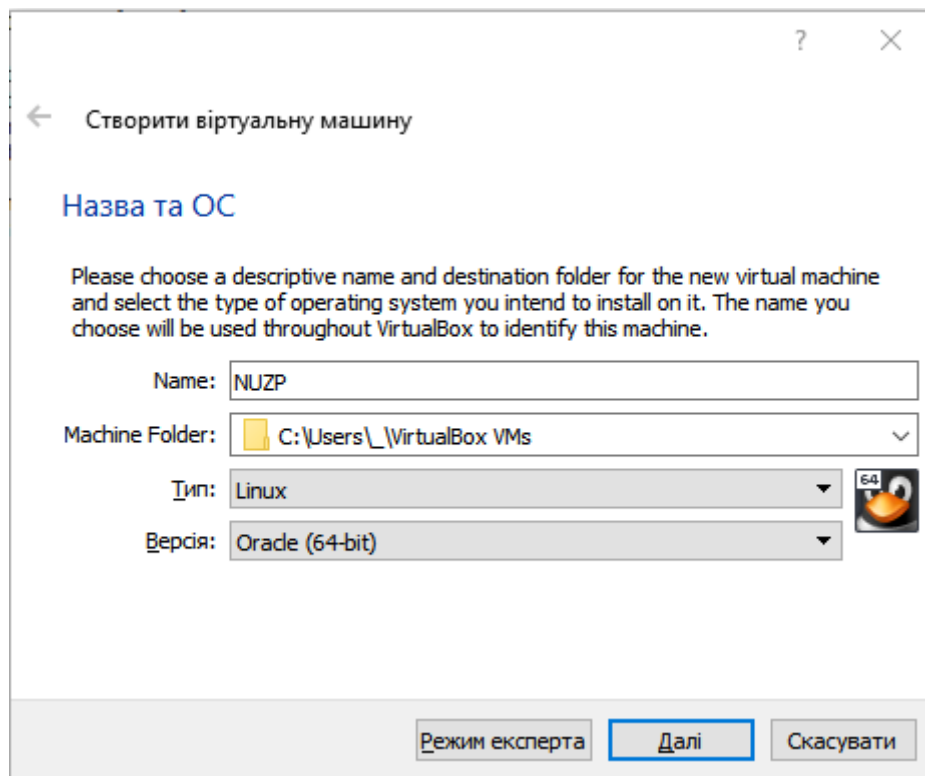 ?
Створити віртуальну машину
Назва та ОС
Please choose a descriptive name and destination folder for the new virtual machine
and select the type of operating system you intend to install on it. The name you
choose will be used throughout VirtualBox to identify this machine.
Name: NUZP
Machine Folder: C:\Users\_\VirtualBox VMs
Тип: Linux
64
Версія: Oracle (64-bit)
Режим експерта Далі Скасувати